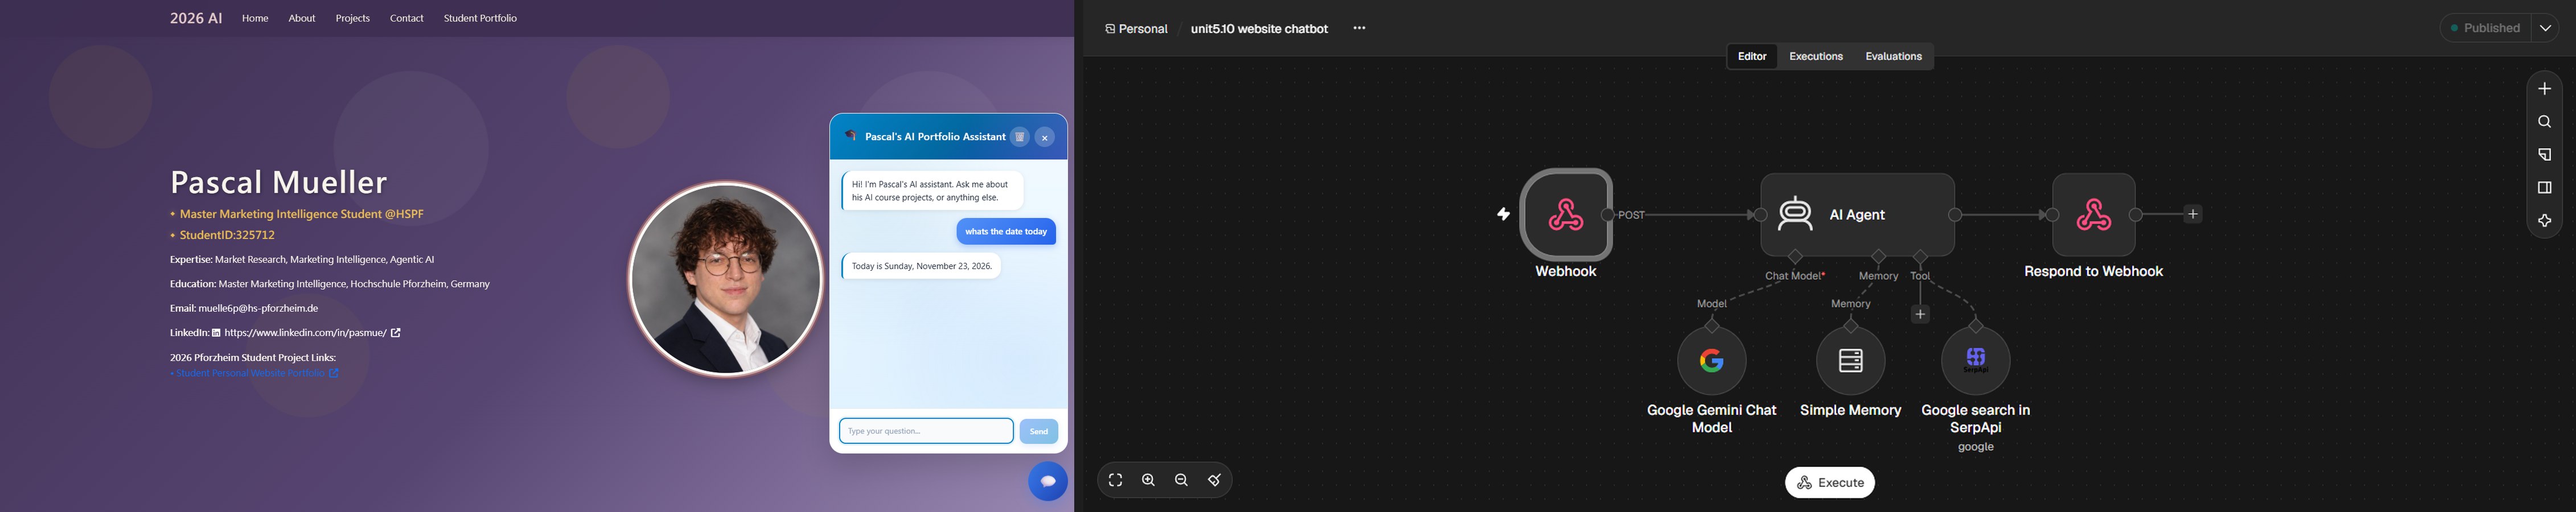 2026 AI
Home
About
Projects
Contact
Student Portfolio
Pascal Mueller
• Master Marketing Intelligence Student @HSPF
• StudentID:325712
Expertise: Market Research, Marketing Intelligence, Agentic AI
Education: Master Marketing Intelligence, Hochschule Pforzheim, Germany
Email: muelle6p@hs-pforzheim.de
LinkedIn: https://www.linkedin.com/in/pasmue/
2026 Pforzheim Student Project Links:
• Student Personal Website Portfolio
Pascal's AI Portfolio Assistant
Hi! I'm Pascal's AI assistant. Ask me about
his AI course projects, or anything else.
whats the date today
Today is Sunday, November 23, 2026.
Type your question...
Send
Personal / unit5.10 website chatbot
Published
Editor
Executions
Evaluations
POST
AI Agent
Webhook
Respond to Webhook
Chat Model*
Memory
Tool
Model
Memory
SerpApi
Google Gemini Chat
Model
Simple Memory
Google search in
SerpApi
google
Execute